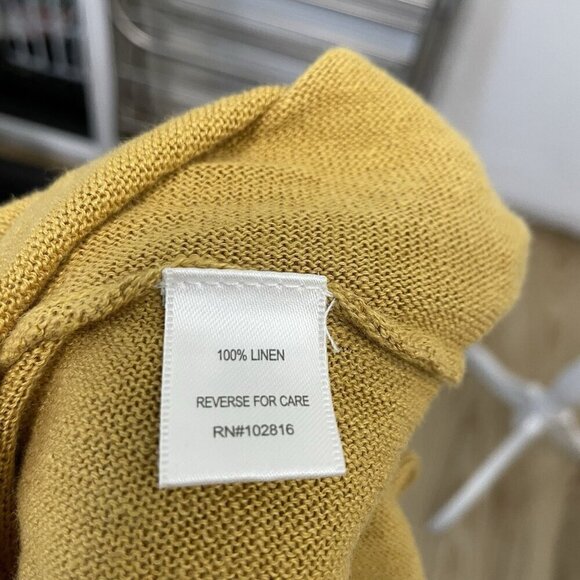 100% LINEN
REVERSE FOR CARE
RN#102816